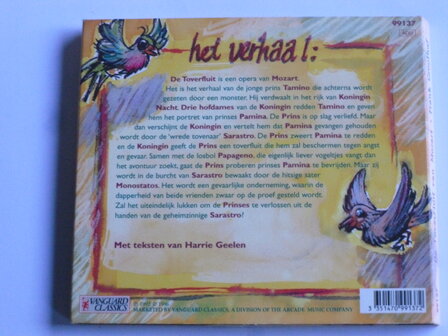 99137
het verhaal:
De Toverfluit is een opera van Mozart.
Het is het verhaal van de jonge prins Tamino die achterna wordt
gezeten door een monster. Hij verdwaalt in het rijk van Koningin
Nacht. Drie hofdames van de Koningin redden Tamino en geven
hem het portret van prinses Pamina. De Prins is op slag verliefd. Maar
dan verschijnt de Koningin en vertelt hem dat Pamina gevangen gehouden
wordt door de 'wrede tovenaar' Sarastro. De Prins zweert Pamina te redden
en de Koningin geeft de Prins een toverfluit die hem zal beschermen tegen angst
en gevaar. Samen met de losbol Papageno, die eigenlijk liever vogeltjes vangt dan
het avontuur zoekt, gaat de Prins proberen prinses Pamina te bevrijden. Maar zij
wordt in de burcht van Sarastro bewaakt door de hitsige sater
Monostatos. Het wordt een gevaarlijke onderneming, waarin de
dapperheid van beide vrienden zwaar op de proef gesteld wordt.
Zal het uiteindelijk lukken om de Prinses te verlossen uit de
handen van de geheimzinnige Sarastro?
Met teksten van Harrie Geelen
VANGUARD
CLASSICS
MARKETED BY VANGUARD CLASSICS, A DIVISION OF THE ARCADE MUSIC COMPANY
5 351470 991372